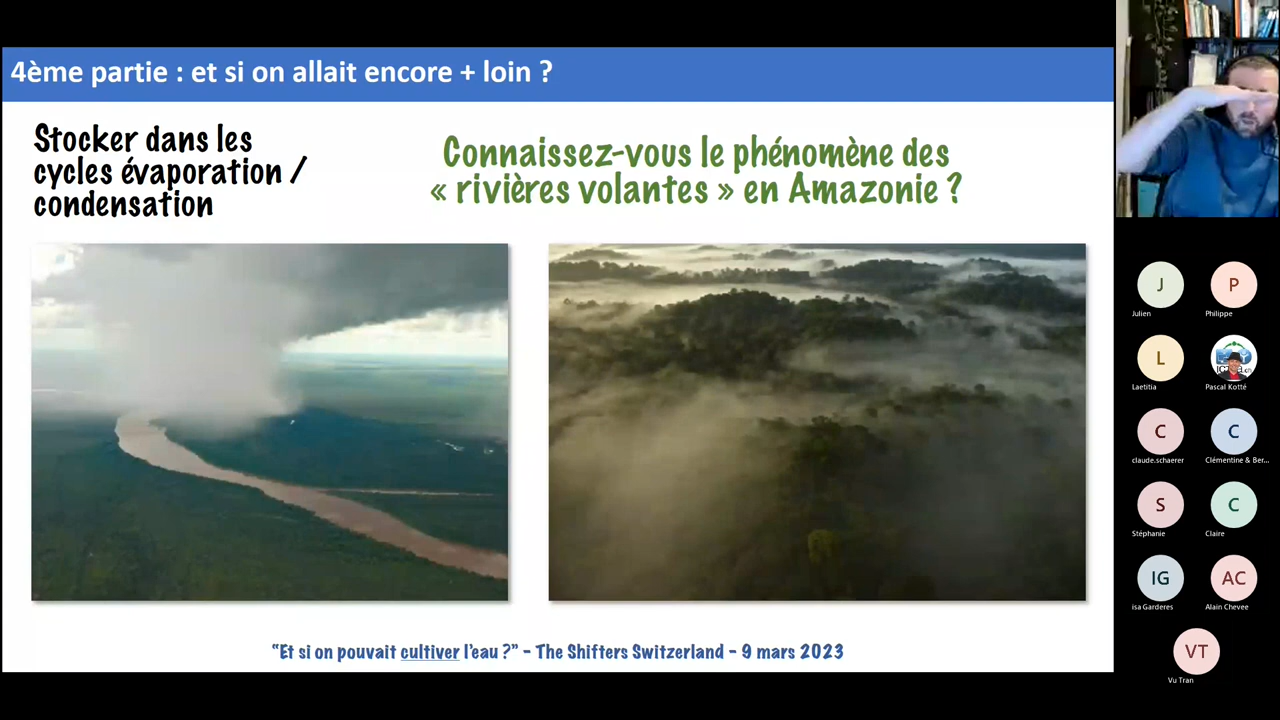 4ème partie : et si on allait encore + loin ?
Stocker dans les
cycles évaporation /
condensation
Connaissez-vous le phénomène des
« rivières volantes » en Amazonie ?
"Et si on pouvait cultiver l'eau ?" - The Shifters Switzerland - 9 mars 2023
J
P
Julien
Philippe
L
Laetitia
Pascal Kotté
C
C
claude.schaerer
Clémentine & Ber...
S
C
Stéphanie
Claire
IG
AC
isa Garderes
Alain Chevee
VT
Vu Tran